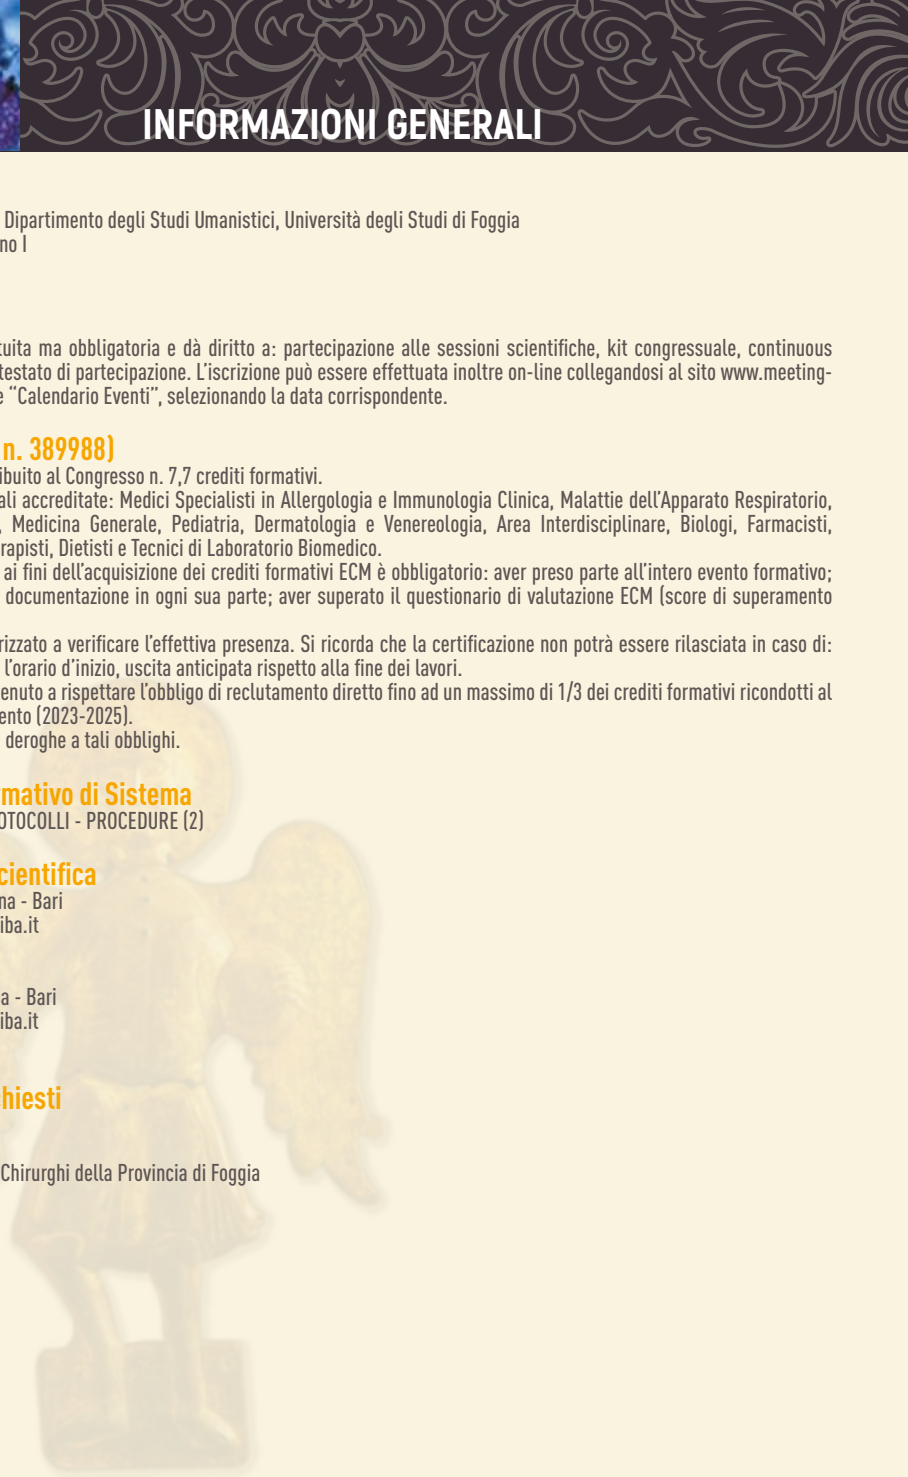 INFORMAZIONI GENERALI
Dipartimento degli Studi Umanistici, Università degli Studi di Foggia
no I
tuita ma obbligatoria e dà diritto a: partecipazione alle sessioni scientifiche, kit congressuale, continuous
testato di partecipazione. L'iscrizione può essere effettuata inoltre on-line collegandosi al sito www.meeting-
e “Calendario Eventi”, selezionando la data corrispondente.
n. 389988)
ibuito al Congresso n. 7,7 crediti formativi.
ali accreditate: Medici Specialisti in Allergologia e Immunologia Clinica, Malattie dell'Apparato Respiratorio,
, Medicina Generale, Pediatria, Dermatologia e Venereologia, Area Interdisciplinare, Biologi, Farmacisti,
rapisti, Dietisti e Tecnici di Laboratorio Biomedico.
ai fini dell'acquisizione dei crediti formativi ECM è obbligatorio: aver preso parte all'intero evento formativo;
documentazione in ogni sua parte; aver superato il questionario di valutazione ECM (score di superamento
rizzato a verificare l'effettiva presenza. Si ricorda che la certificazione non potrà essere rilasciata in caso di:
l'orario d'inizio, uscita anticipata rispetto alla fine dei lavori.
enuto a rispettare l'obbligo di reclutamento diretto fino ad un massimo di 1/3 dei crediti formativi ricondotti al
ento (2023-2025).
deroghe a tali obblighi.
mativo di Sistema
OTOCOLLI - PROCEDURE (2)
cientifica
na - Bari
iba.it
a - Bari
iba.it
hiesti
Chirurghi della Provincia di Foggia